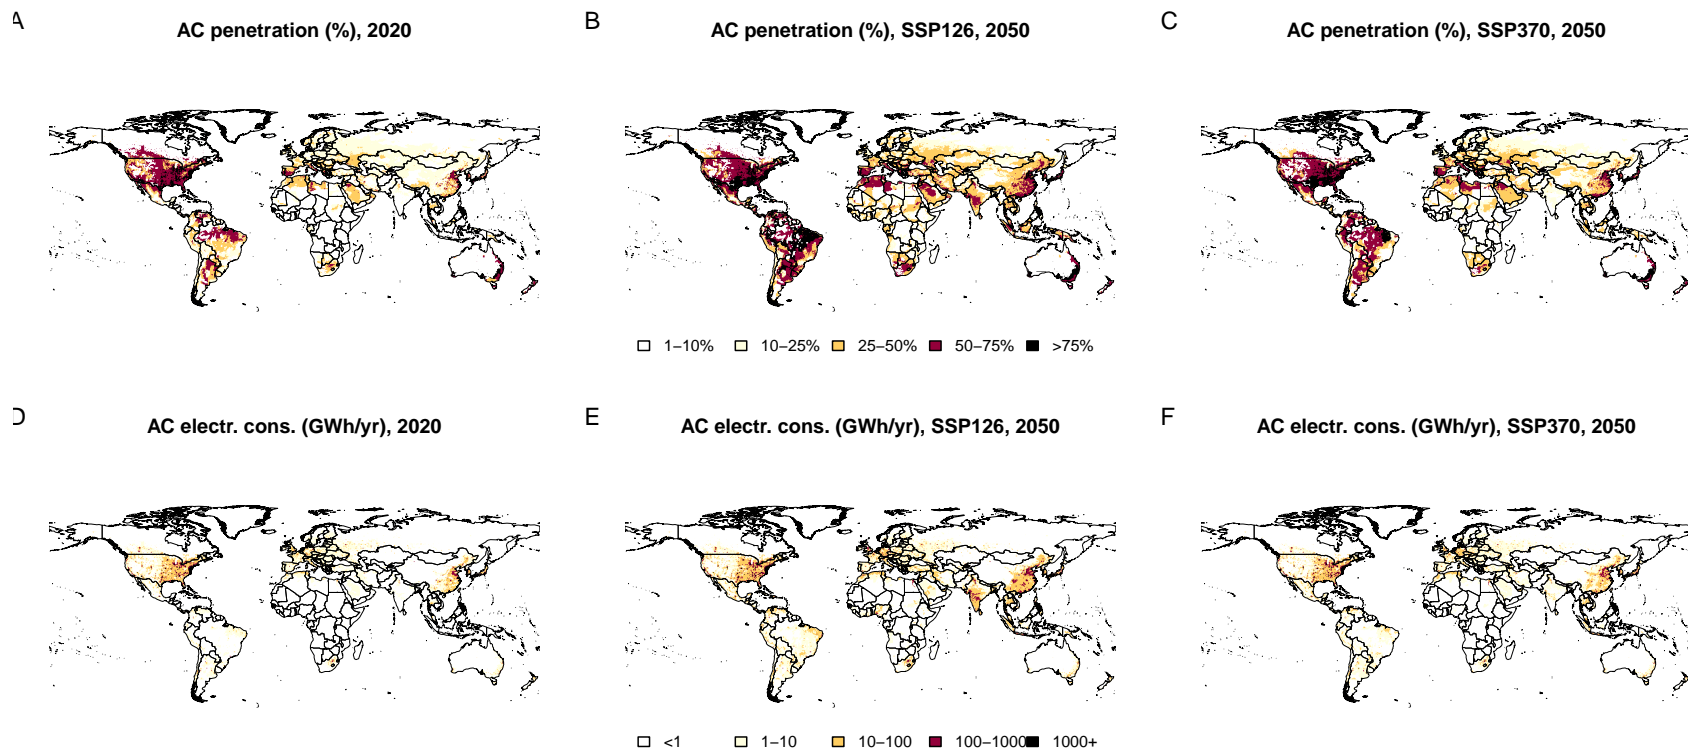 A
AC penetration (%), 2020
B
AC penetration (%), SSP126, 2050
C
AC penetration (%), SSP370, 2050
1−10% 10−25% 25−50% 50−75% >75%
D
AC electr. cons. (GWh/yr), 2020
E
AC electr. cons. (GWh/yr), SSP126, 2050
F
AC electr. cons. (GWh/yr), SSP370, 2050
<1 1−10 10−100 100−1000 1000+